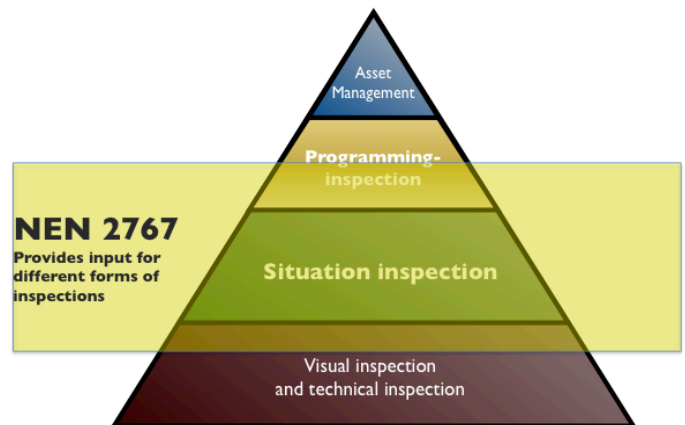 Asset
Management
Programming-
inspection
NEN 2767
Provides input for
different forms of
inspections
Situation inspection
Visual inspection
and technical inspection